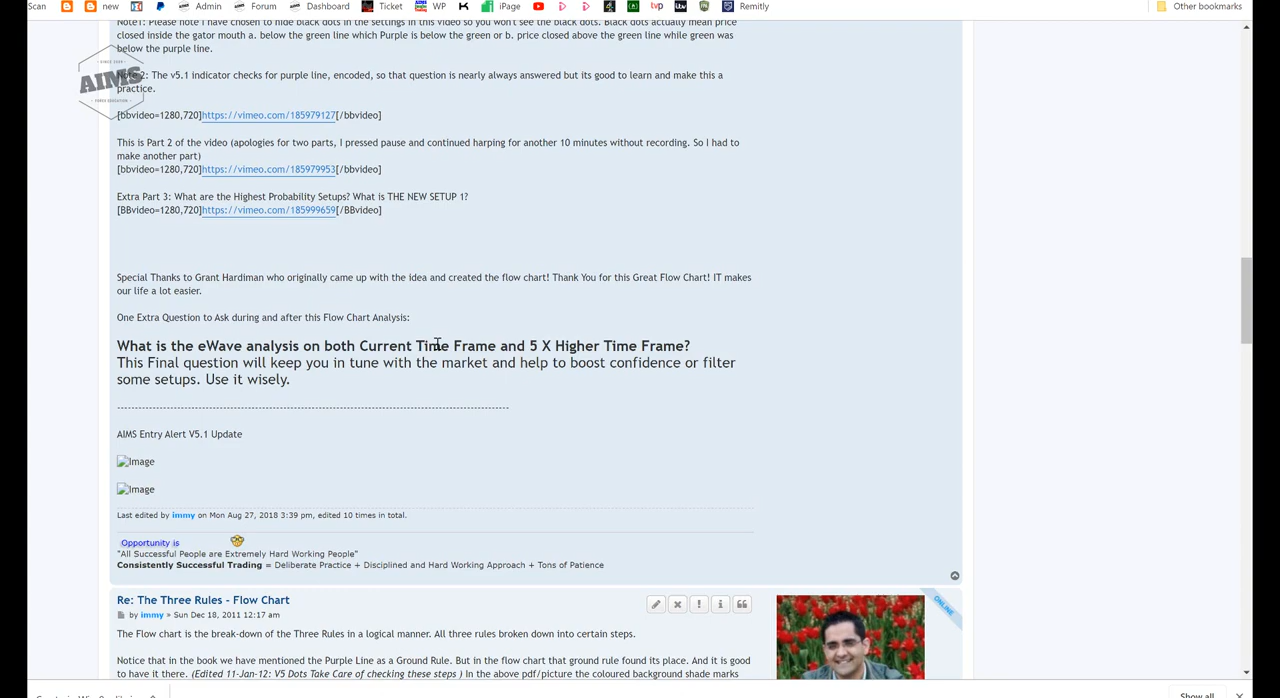 Scan new Admin Forum Dashboard Ticket WP iPage tvp itv Remitly Other bookmarks
Note1: Please note I have chosen to hide black dots in the settings in this video so you won't see the black dots. Black dots actually mean price
closed inside the gator mouth a. below the green line which Purple is below the green or b. price closed above the green line while green was
below the purple line.
AIMS
Note 2: The v5.1 indicator checks for purple line, encoded, so that question is nearly always answered but its good to learn and make this a
practice.
[bbvideo=1280,720]https://vimeo.com/185979127[/bbvideo]
This is Part 2 of the video (apologies for two parts, I pressed pause and continued harping for another 10 minutes without recording. So I had to
make another part)
[bbvideo=1280,720]https://vimeo.com/185979953[/bbvideo]
Extra Part 3: What are the Highest Probability Setups? What is THE NEW SETUP 1?
[BBvideo=1280,720]https://vimeo.com/185999659[/BBvideo]
Special Thanks to Grant Hardiman who originally came up with the idea and created the flow chart! Thank You for this Great Flow Chart! IT makes
our life a lot easier.
One Extra Question to Ask during and after this Flow Chart Analysis:
What is the eWave analysis on both Current Time Frame and 5 X Higher Time Frame?
This Final question will keep you in tune with the market and help to boost confidence or filter
some setups. Use it wisely.
--------------------------------------------------------------------------------------------------------------
AIMS Entry Alert V5.1 Update
Image
Image
Last edited by immy on Mon Aug 27, 2018 3:39 pm, edited 10 times in total.
Opportunity is
"All Successful People are Extremely Hard Working People"
Consistently Successful Trading = Deliberate Practice + Disciplined and Hard Working Approach + Tons of Patience
Re: The Three Rules - Flow Chart
ONLINE
by immy » Sun Dec 18, 2011 12:17 am
The Flow chart is the break-down of the Three Rules in a logical manner. All three rules broken down into certain steps.
Notice that in the book we have mentioned the Purple Line as a Ground Rule. But in the flow chart that ground rule found its place. And it is good
to have it there. (Edited 11-Jan-12: V5 Dots Take Care of checking these steps ) In the above pdf/picture the coloured background shade marks
Show all